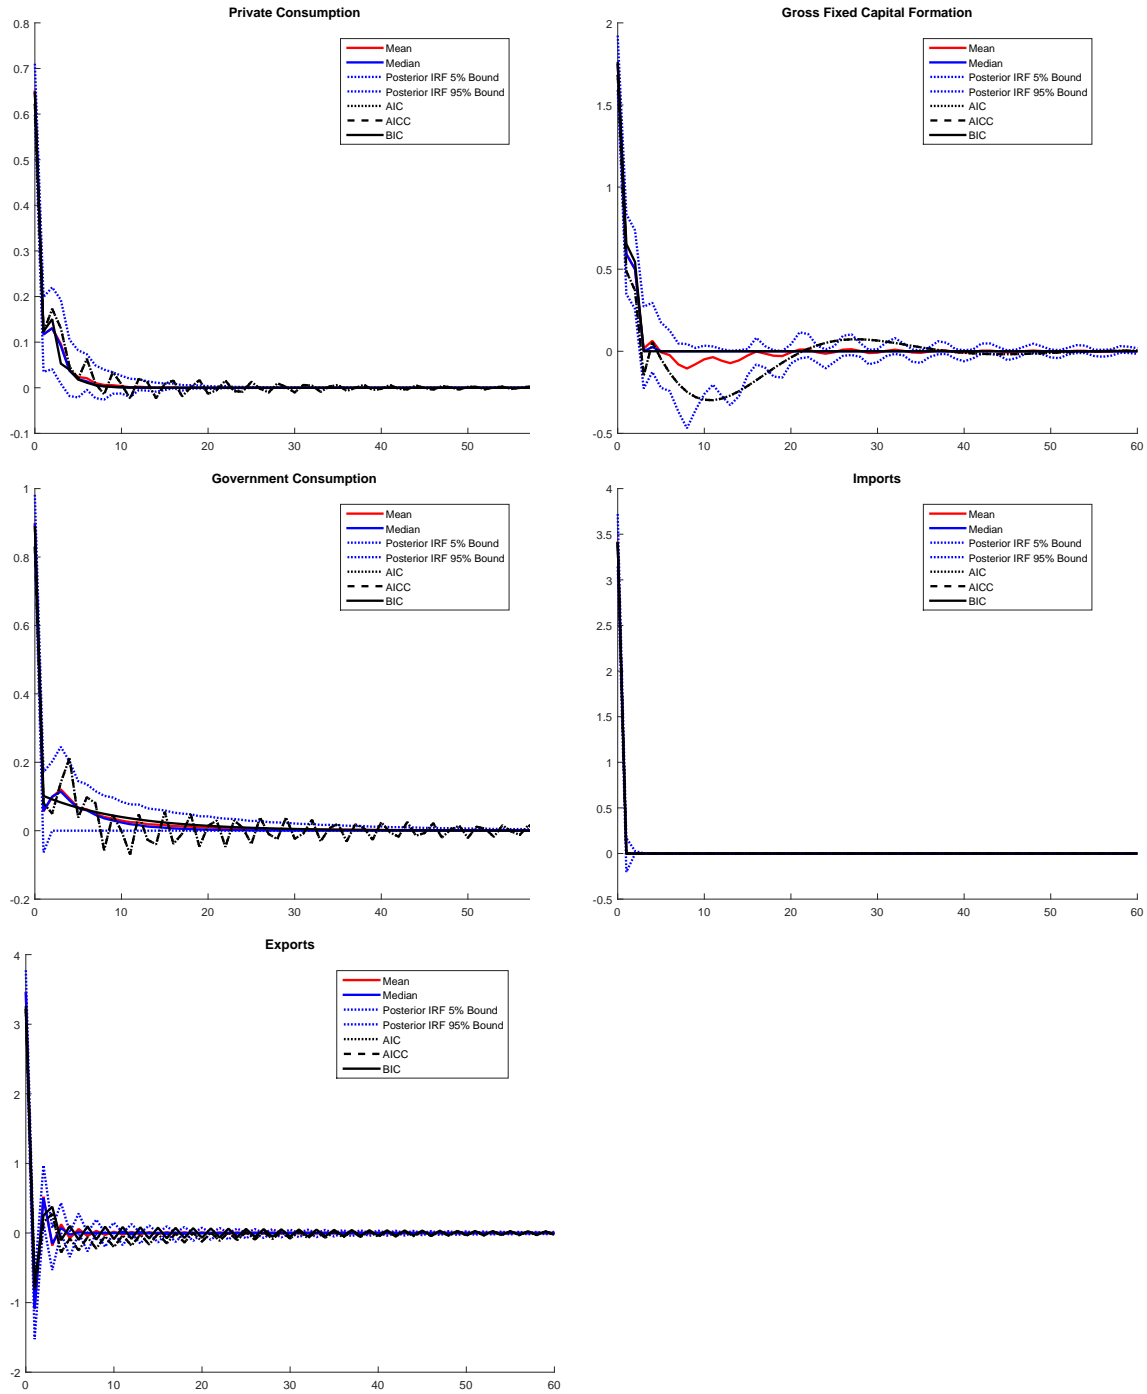 Private Consumption
0.8
0.7
0.6
0.5
0.4
0.3
0.2
0.1
0
-0.1
0 10 20 30 40 50
Mean
Median
Posterior IRF 5% Bound
Posterior IRF 95% Bound
AIC
AICC
BIC
Gross Fixed Capital Formation
2
1.5
1
0.5
0
-0.5
0 10 20 30 40 50 60
Mean
Median
Posterior IRF 5% Bound
Posterior IRF 95% Bound
AIC
AICC
BIC
Government Consumption
1
0.8
0.6
0.4
0.2
0
-0.2
0 10 20 30 40 50
Mean
Median
Posterior IRF 5% Bound
Posterior IRF 95% Bound
AIC
AICC
BIC
Imports
4
3.5
3
2.5
2
1.5
1
0.5
0
-0.5
0 10 20 30 40 50 60
Mean
Median
Posterior IRF 5% Bound
Posterior IRF 95% Bound
AIC
AICC
BIC
Exports
4
3
2
1
0
-1
-2
0 10 20 30 40 50 60
Mean
Median
Posterior IRF 5% Bound
Posterior IRF 95% Bound
AIC
AICC
BIC